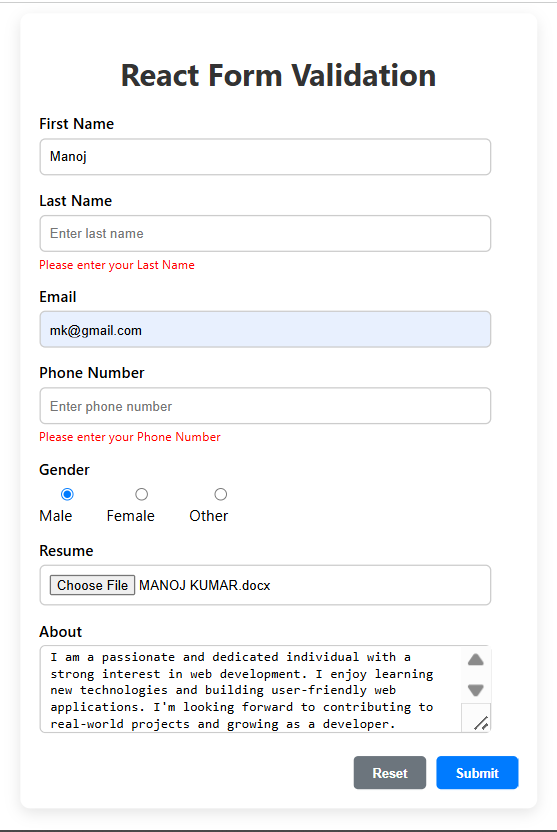 React Form Validation
First Name
Manoj
Last Name
Enter last name
Please enter your Last Name
Email
mk@gmail.com
Phone Number
Enter phone number
Please enter your Phone Number
Gender
Male Female Other
Resume
Choose File MANOJ KUMAR.docx
About
I am a passionate and dedicated individual with a
strong interest in web development. I enjoy learning
new technologies and building user-friendly web
applications. I'm looking forward to contributing to
real-world projects and growing as a developer.
Reset Submit